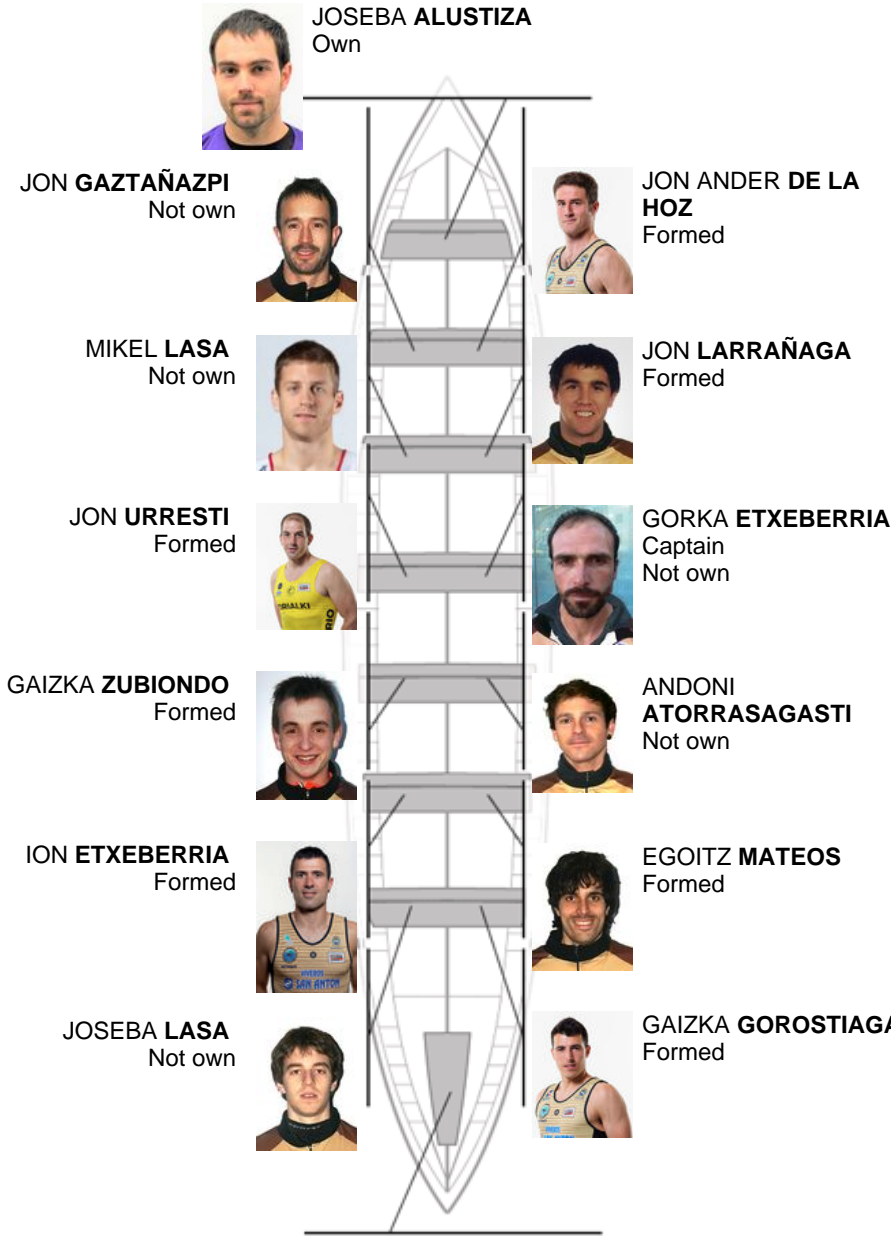 JOSEBA ALUSTIZA
Own
JON GAZTAÑAZPI
Not own
JON ANDER DE LA
HOZ
Formed
MIKEL LASA
Not own
JON LARRAÑAGA
Formed
JON URRESTI
Formed
GORKA ETXEBERRIA
Captain
Not own
GAIZKA ZUBIONDO
Formed
ANDONI
ATORRASAGASTI
Not own
ION ETXEBERRIA
Formed
EGOITZ MATEOS
Formed
SAN ANTON
JOSEBA LASA
Not own
GAIZKA GOROSTIAGA
Formed